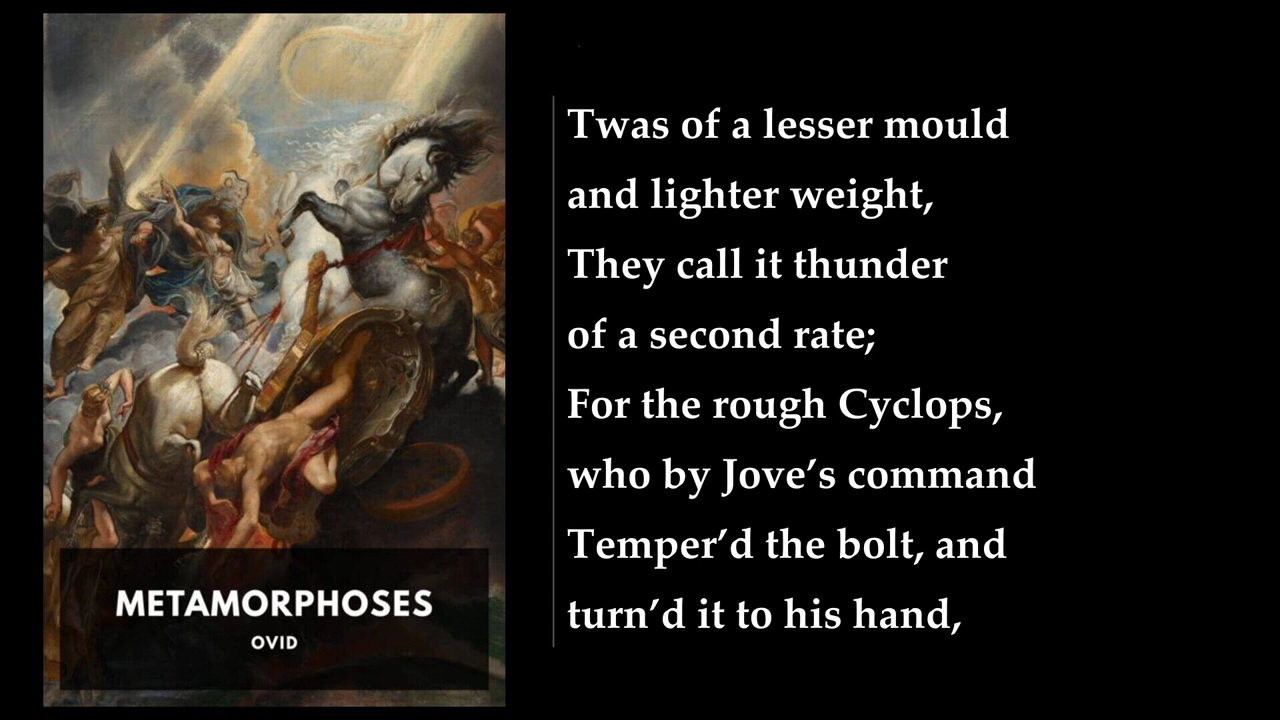 METAMORPHOSES
OVID
Twas of a lesser mould
and lighter weight,
They call it thunder
of a second rate;
For the rough Cyclops,
who by Jove’s command
Temper’d the bolt, and
turn’d it to his hand,